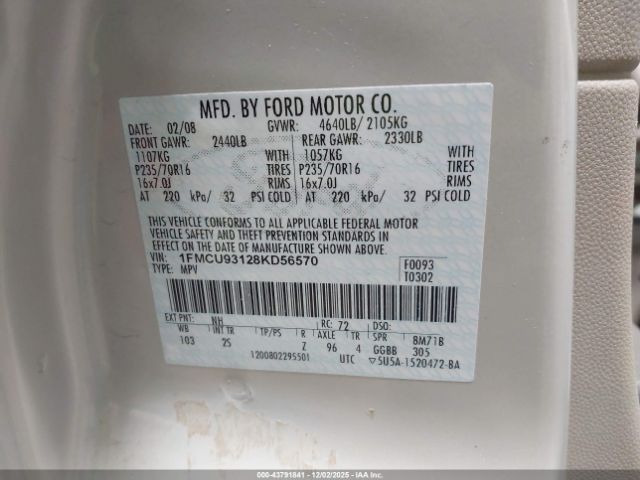 MFD. BY FORD MOTOR CO.
DATE: 02/08 GVWR: 4640LB/ 2105KG
FRONT GAWR: 2440LB REAR GAWR: 2330LB
1107KG WITH 1057KG WITH
P235/70R16 TIRES P235/70R16 TIRES
16x7.0J RIMS 16x7.0J RIMS
AT 220 kPa/ 32 PSI COLD AT 220 kPa/ 32 PSI COLD
THIS VEHICLE CONFORMS TO ALL APPLICABLE FEDERAL MOTOR
VEHICLE SAFETY AND THEFT PREVENTION STANDARDS IN
EFFECT ON THE DATE OF MANUFACTURE SHOWN ABOVE.
VIN: 1FMCU93128KD56570 F0093
TYPE: MPV T0302
EXT PNT: NH RC: 72 DSO:
WB INT TR TP/PS R AXLE TR SPR BM71B
103 2S Z 96 4 GGBB 305
1200802295501 UTC ▽5U5A-1520472-BA
000-43791841 • 12/02/2025 - IAAI.COM